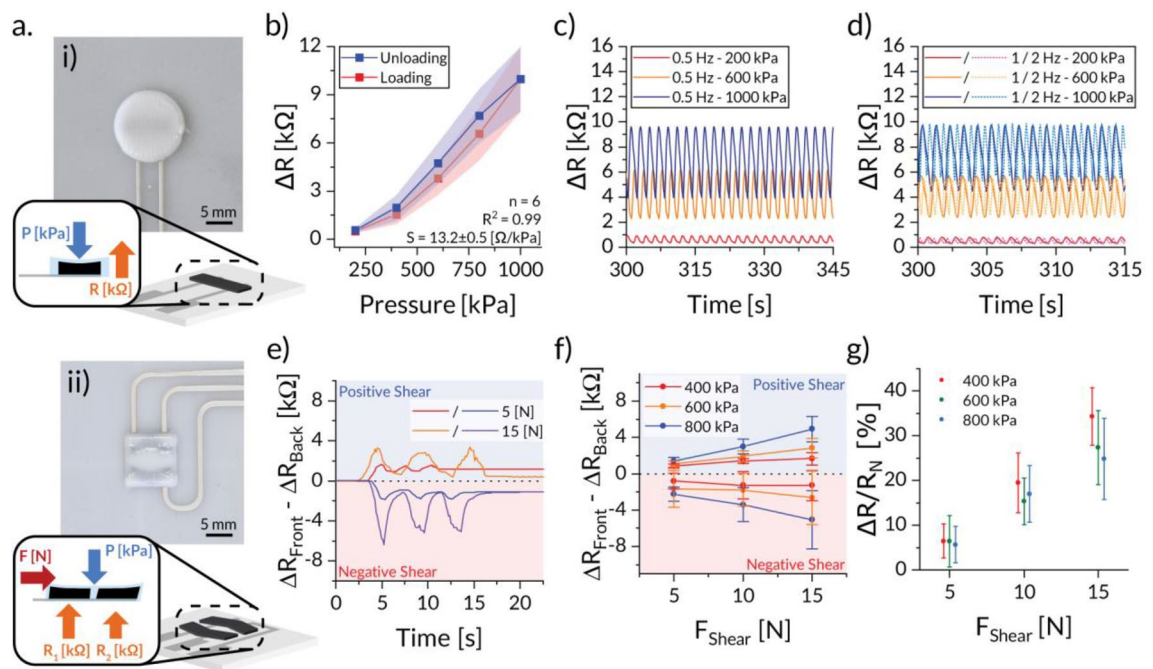 a.
i)
5 mm
P [kPa]
R [kΩ]
b)
ΔR [kΩ]
12
9
6
3
0
Unloading
Loading
n = 6
R² = 0.99
S = 13.2±0.5 [Ω/kPa]
250 500 750 1000
Pressure [kPa]
c)
ΔR [kΩ]
16
14
12
10
8
6
4
2
0
0.5 Hz - 200 kPa
0.5 Hz - 600 kPa
0.5 Hz - 1000 kPa
300 315 330 345
Time [s]
d)
ΔR [kΩ]
16
14
12
10
8
6
4
2
0
/ 1 / 2 Hz - 200 kPa
/ 1 / 2 Hz - 600 kPa
/ 1 / 2 Hz - 1000 kPa
300 305 310 315
Time [s]
ii)
5 mm
F [N]
P [kPa]
R₁ [kΩ] R₂ [kΩ]
e)
ΔRFront - ΔRBack [kΩ]
8
4
0
-4
-8
Positive Shear
/ 5 [N]
/ 15 [N]
Negative Shear
0 5 10 15 20
Time [s]
f)
ΔRFront - ΔRBack [kΩ]
8
4
0
-4
-8
400 kPa
600 kPa
800 kPa
Positive Shear
Negative Shear
5 10 15
FShear [N]
g)
ΔR/RN [%]
40
30
20
10
0
400 kPa
600 kPa
800 kPa
5 10 15
FShear [N]